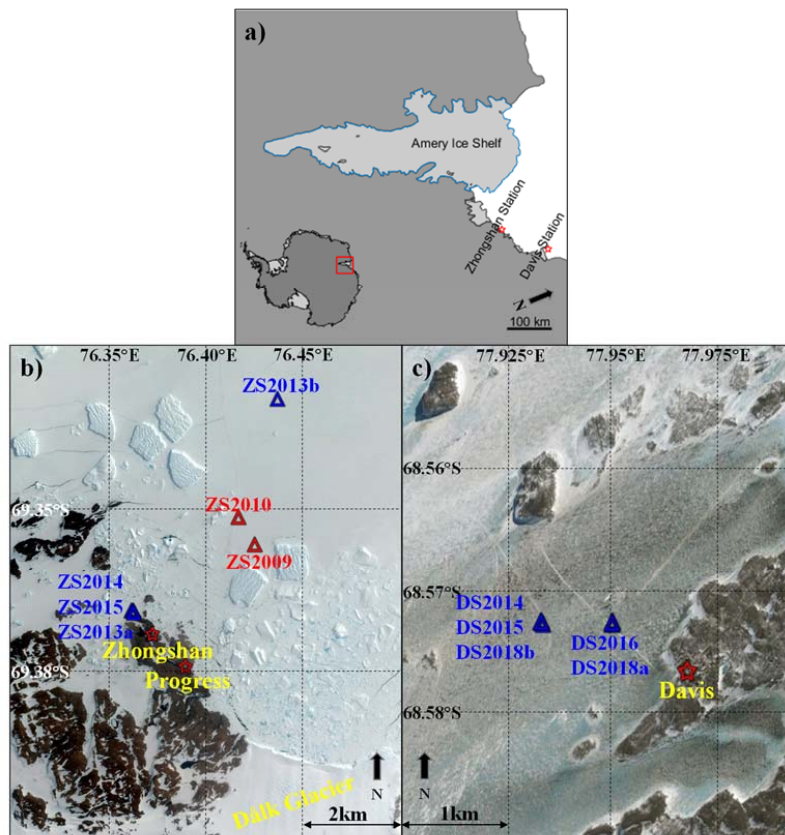 a)
Amery Ice Shelf
Zhongshan Station
Davis Station
N
100 km
b)
76.35°E
76.40°E
76.45°E
ZS2013b
69.35°S
ZS2010
ZS2009
ZS2014
ZS2015
ZS2013a
Zhongshan
Progress
69.38°S
N
Dålk Glacier
2km
c)
77.925°E
77.95°E
77.975°E
68.56°S
68.57°S
DS2014
DS2015
DS2018b
DS2016
DS2018a
Davis
68.58°S
N
1km